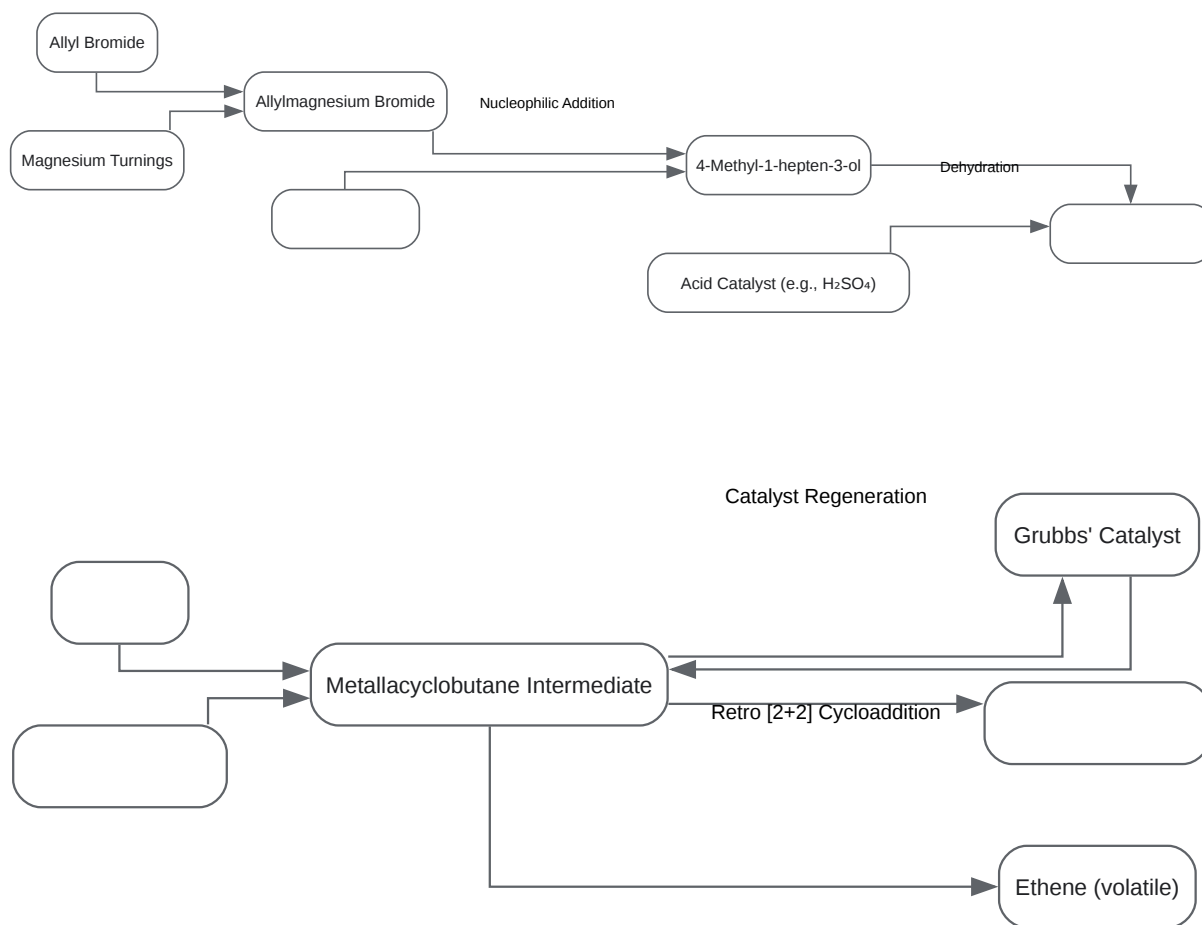 Allyl Bromide
Allylmagnesium Bromide
Nucleophilic Addition
Magnesium Turnings
4-Methyl-1-hepten-3-ol
Dehydration
Acid Catalyst (e.g., H₂SO₄)
Catalyst Regeneration
Grubbs' Catalyst
Metallacyclobutane Intermediate
Retro [2+2] Cycloaddition
Ethene (volatile)